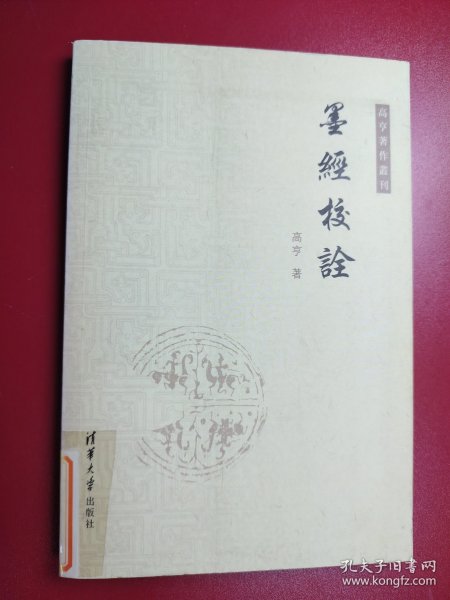 高亨著作叢刊
墨經校詮
高亨 著
清華大学
出版社
孔夫子旧书网
www.kongfz.com